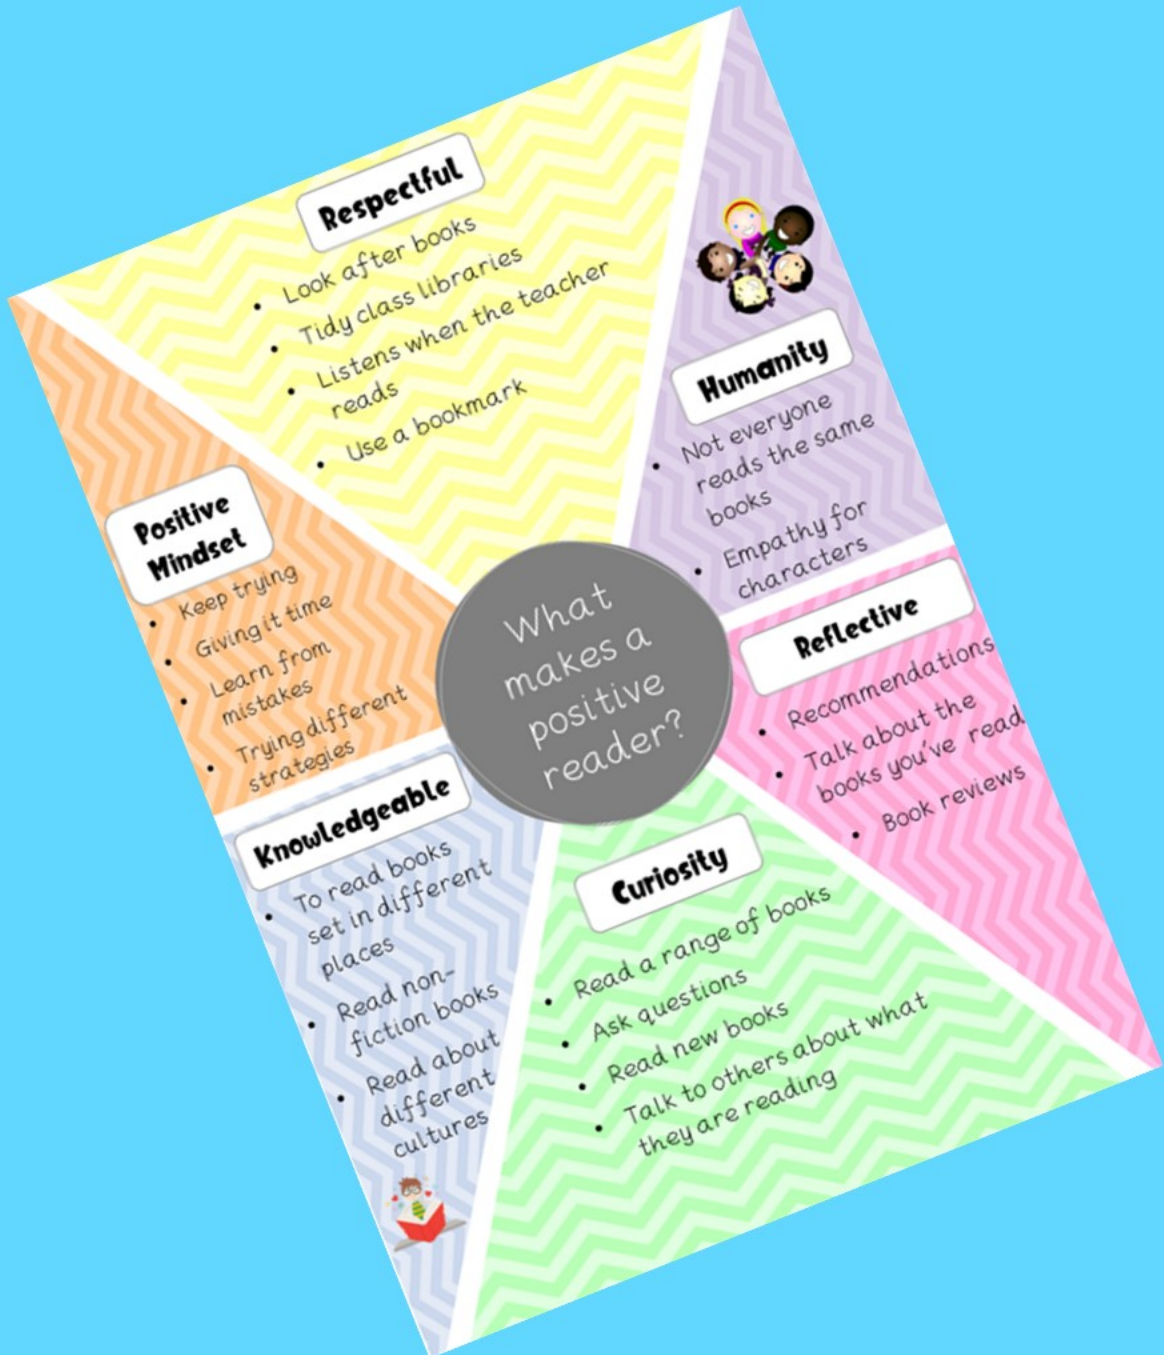 Respectful
• Look after books
• Tidy class libraries
• Listens when the teacher
reads
• Use a bookmark
Humanity
• Not everyone
reads the same
books
• Empathy for
characters
Positive
Mindset
• Keep trying
• Giving it time
• Learn from
mistakes
• Trying different
strategies
What
makes a
positive
reader?
Reflective
• Recommendations
• Talk about the
books you've read
• Book reviews
Knowledgeable
• To read books
set in different
places
• Read non-
fiction books
• Read about
different
cultures
Curiosity
• Read a range of books
• Ask questions
• Read new books
• Talk to others about what
they are reading